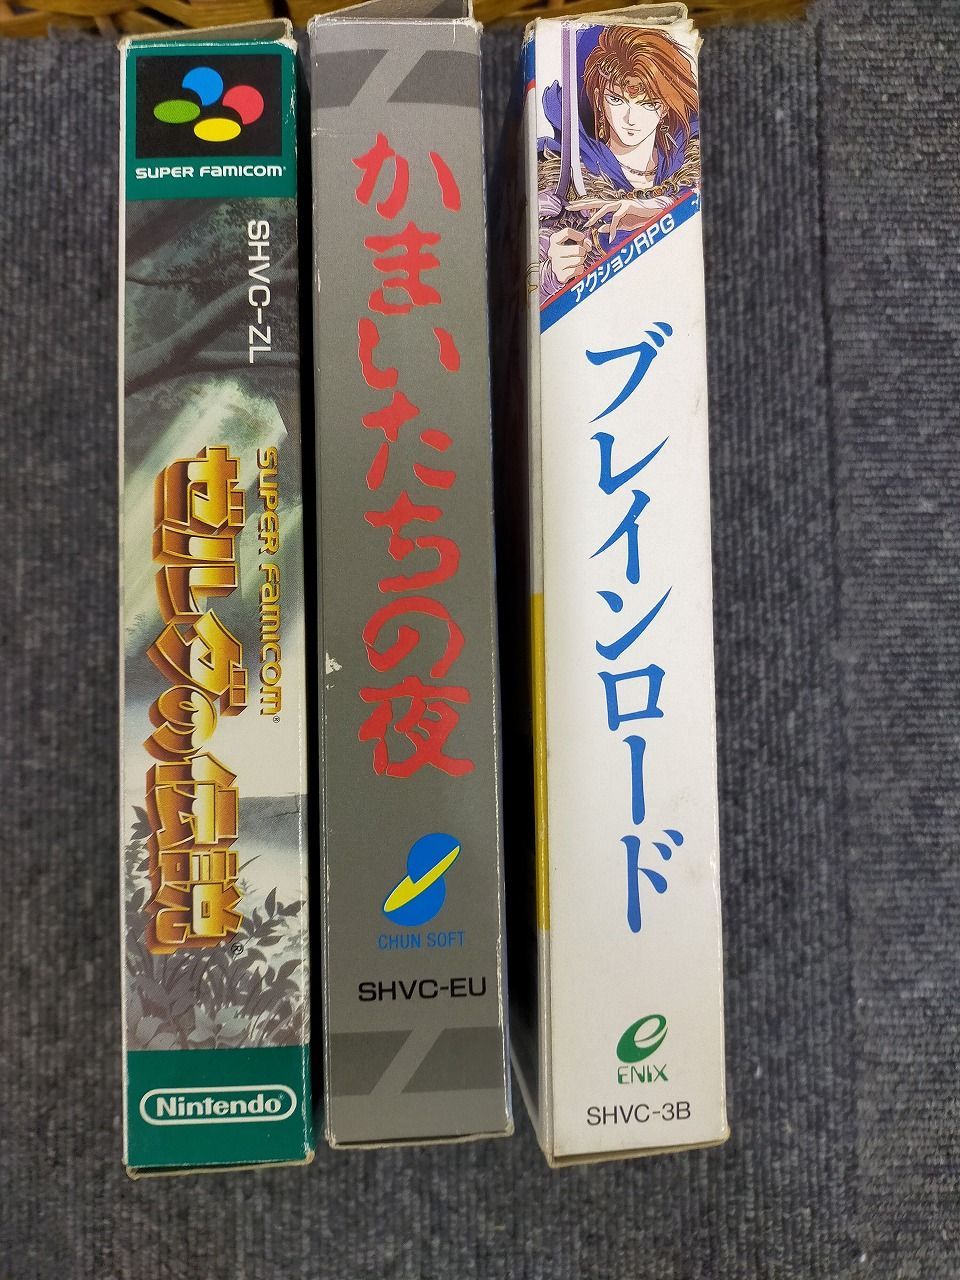 SUPER FAMICOM
SHVC-ZL
SUPER FAMICOM®
ゼルダの伝説®
Nintendo®
かまいたちの夜
CHUN SOFT
SHVC-EU
アクションRPG
ブレインロード
ENIX
SHVC-3B